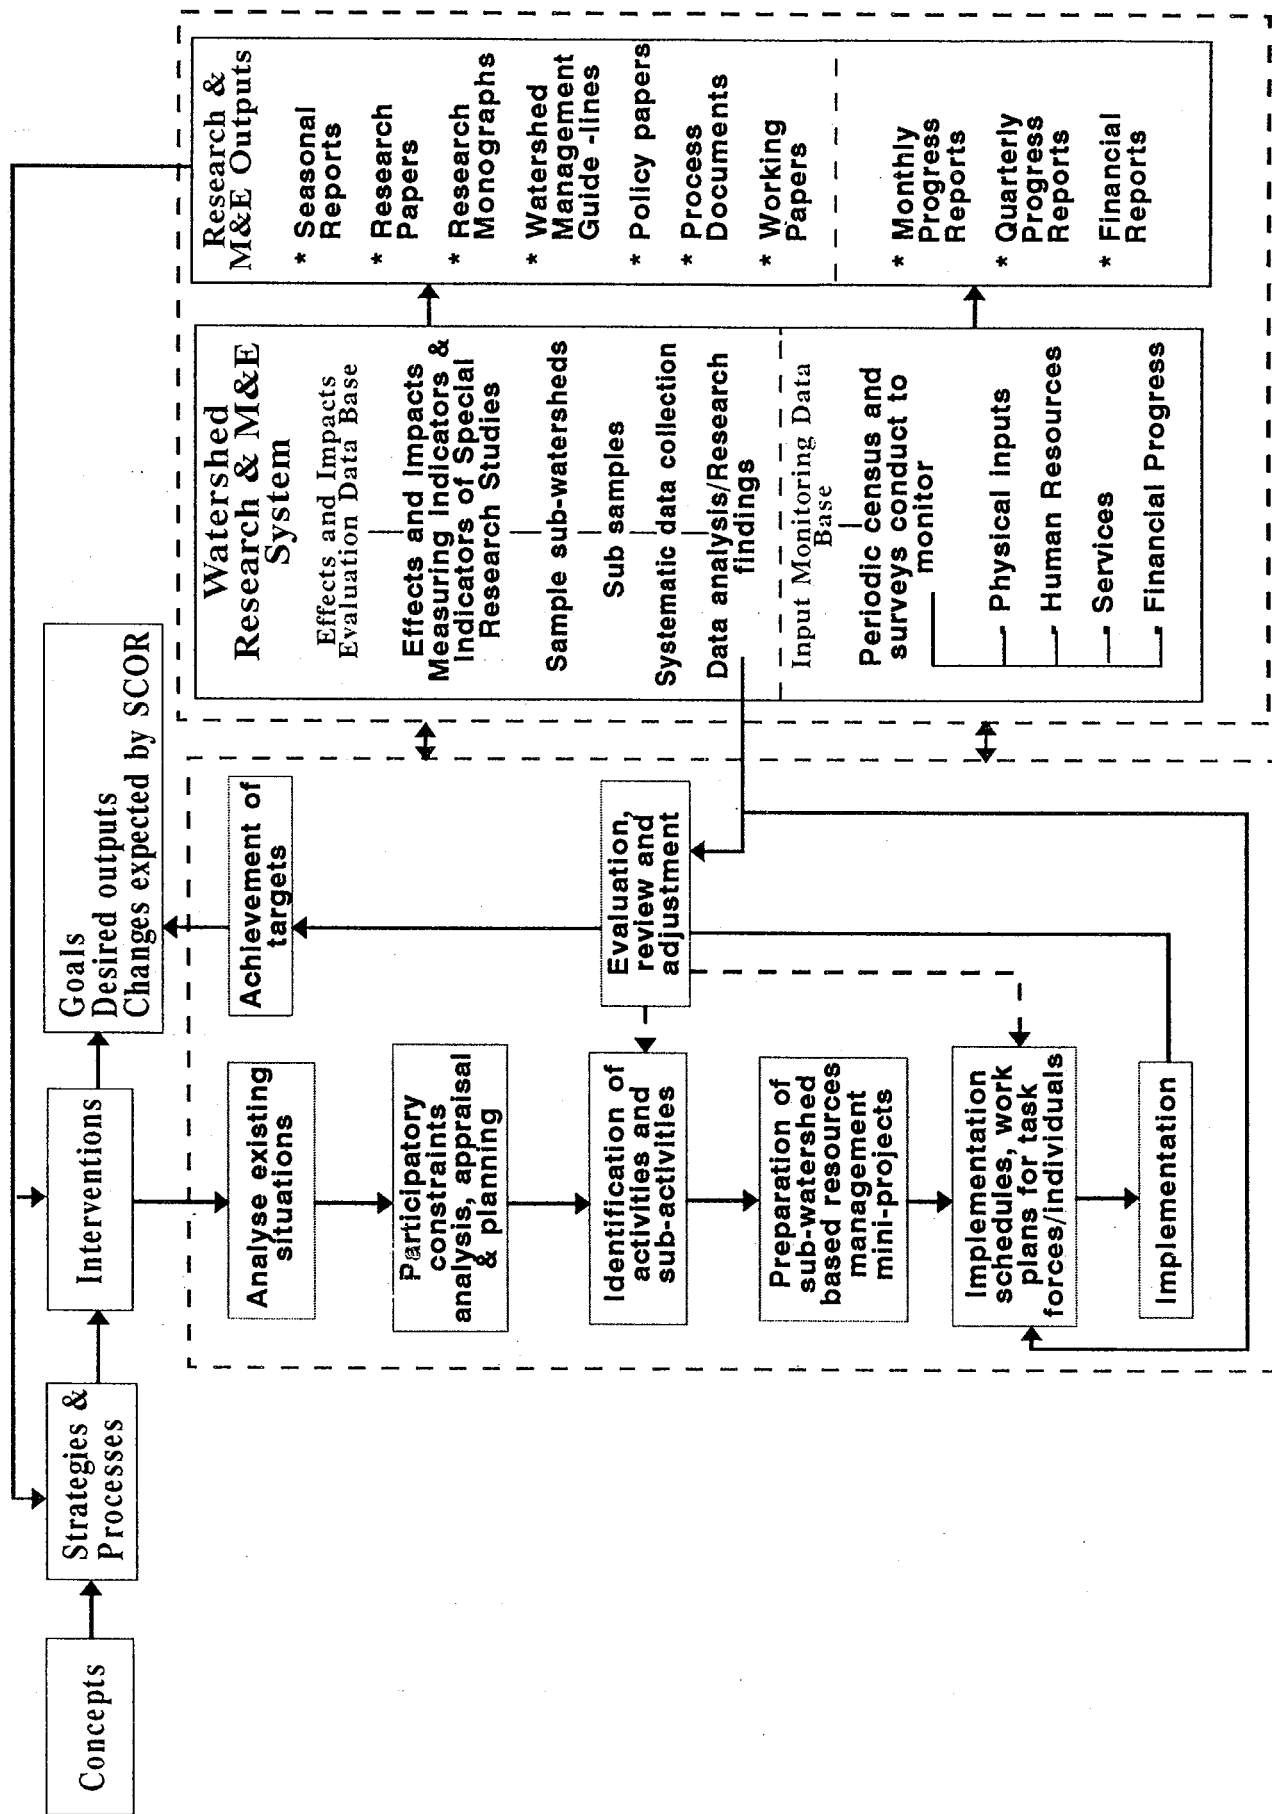 Concepts
Strategies &
Processes
Interventions
Goals
Desired outputs
Changes expected by SCOR
Analyse existing
situations
Participatory
constraints
analysis, appraisal
& planning
Identification of
activities and
sub-activities
Preparation of
sub-watershed
based resources
management
mini-projects
Implementation
schedules, work
plans for task
forces/individuals
Implementation
Achievement of
targets
Evaluation,
review and
adjustment
Watershed
Research & M&E
System
Effects and Impacts
Evaluation Data Base
Effects and Impacts
Measuring Indicators &
Indicators of Special
Research Studies
Sample sub-watersheds
Sub samples
Systematic data collection
Data analysis/Research
findings
Input Monitoring Data
Base
Periodic census and
surveys conduct to
monitor
Physical inputs
Human Resources
Services
Financial Progress
Research &
M&E Outputs
* Seasonal
Reports
* Research
Papers
* Research
Monographs
* Watershed
Management
Guide -lines
* Policy papers
* Process
Documents
* Working
Papers
* Monthly
Progress
Reports
* Quarterly
Progress
Reports
* Financial
Reports